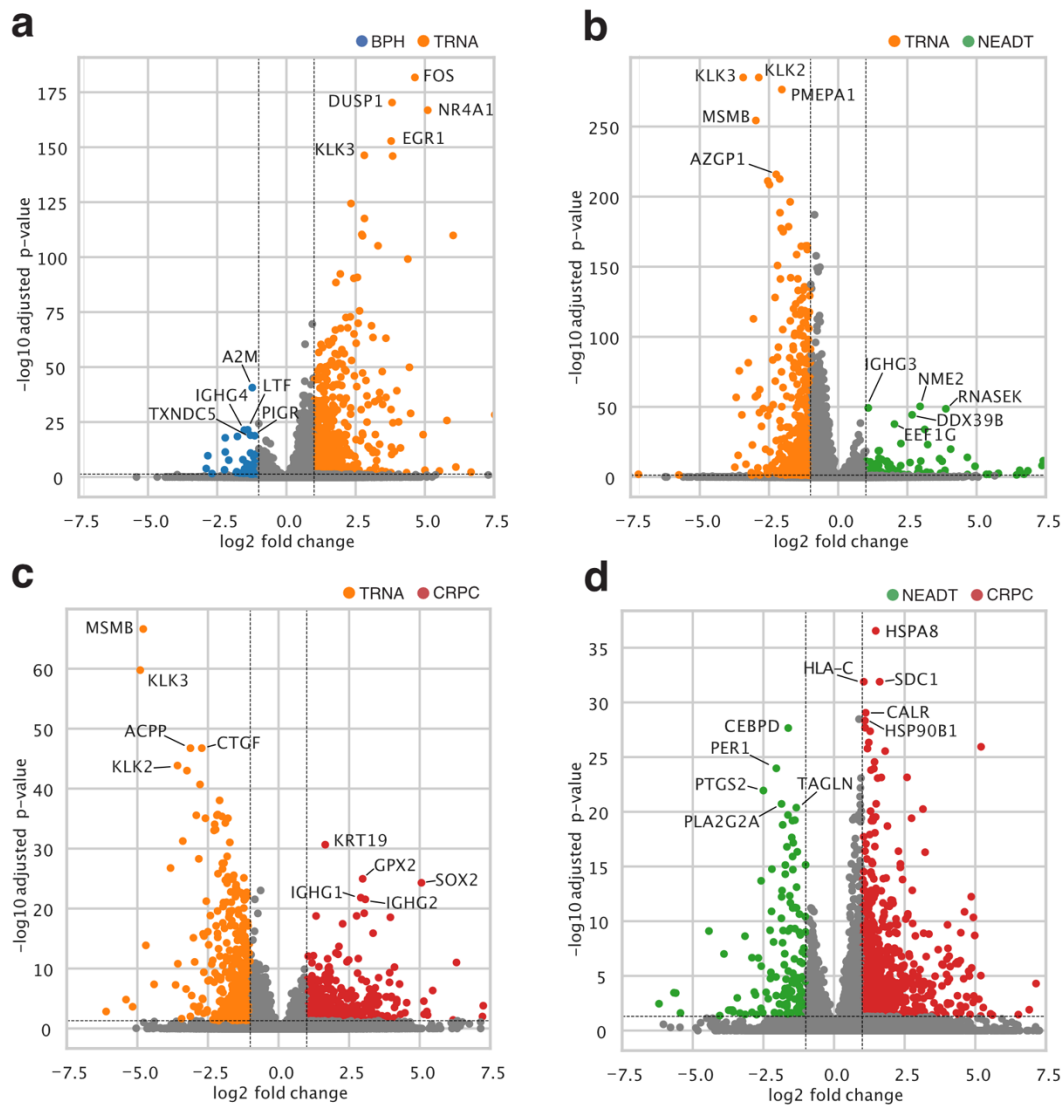 a
BPH TRNA
−log10 adjusted p−value
175
150
125
100
75
50
25
0
FOS
DUSP1
NR4A1
EGR1
KLK3
A2M
LTF
IGHG4
TXNDC5
PIGR
−7.5 −5.0 −2.5 0.0 2.5 5.0 7.5
log2 fold change
b
TRNA NEADT
−log10 adjusted p−value
250
200
150
100
50
0
KLK3
KLK2
PMEPA1
MSMB
AZGP1
IGHG3
NME2
RNASEK
DDX39B
EEF1G
−7.5 −5.0 −2.5 0.0 2.5 5.0 7.5
log2 fold change
c
TRNA CRPC
−log10 adjusted p−value
60
50
40
30
20
10
0
MSMB
KLK3
ACPP
CTGF
KLK2
KRT19
GPX2
SOX2
IGHG1
IGHG2
−7.5 −5.0 −2.5 0.0 2.5 5.0 7.5
log2 fold change
d
NEADT CRPC
−log10 adjusted p−value
35
30
25
20
15
10
5
0
HSPA8
HLA−C
SDC1
CALR
HSP90B1
CEBPD
PER1
PTGS2
TAGLN
PLA2G2A
−7.5 −5.0 −2.5 0.0 2.5 5.0 7.5
log2 fold change